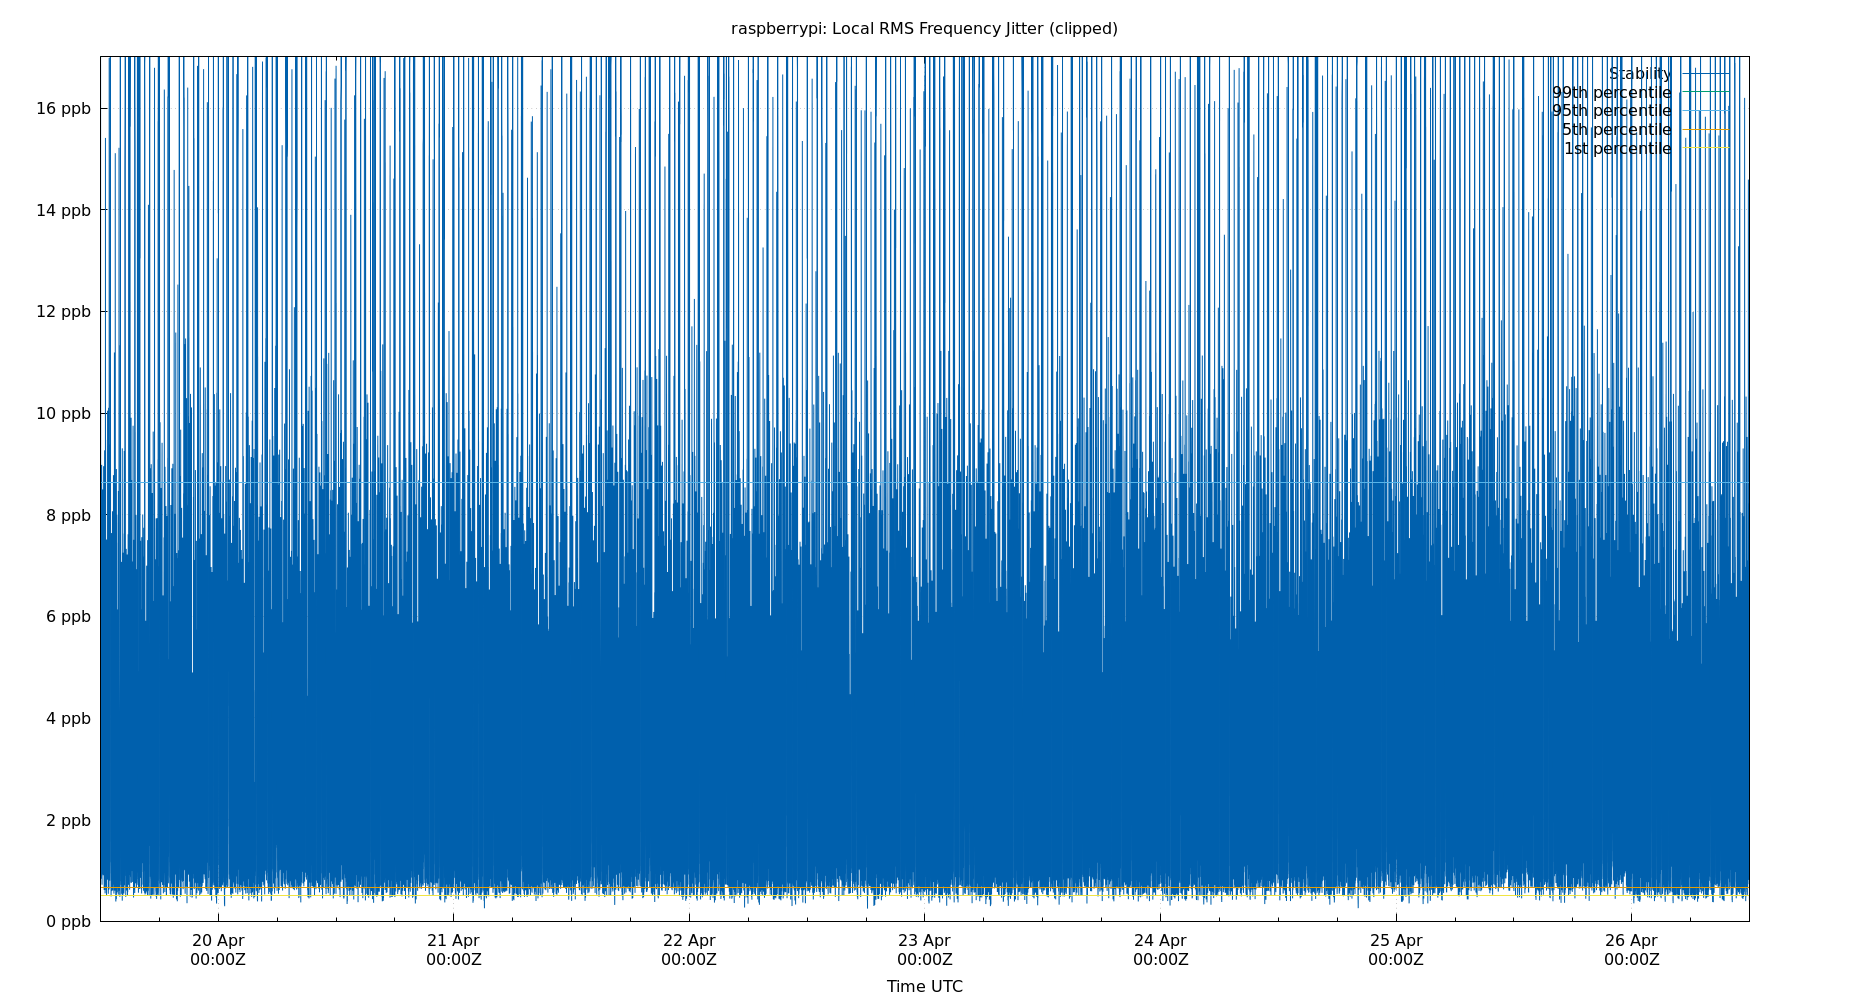 raspberrypi: Local RMS Frequency Jitter (clipped)
Stability
99th percentile
95th percentile
5th percentile
1st percentile
16 ppb
14 ppb
12 ppb
10 ppb
8 ppb
6 ppb
4 ppb
2 ppb
0 ppb
20 Apr 21 Apr 22 Apr 23 Apr 24 Apr 25 Apr 26 Apr
00:00Z 00:00Z 00:00Z 00:00Z 00:00Z 00:00Z 00:00Z
Time UTC